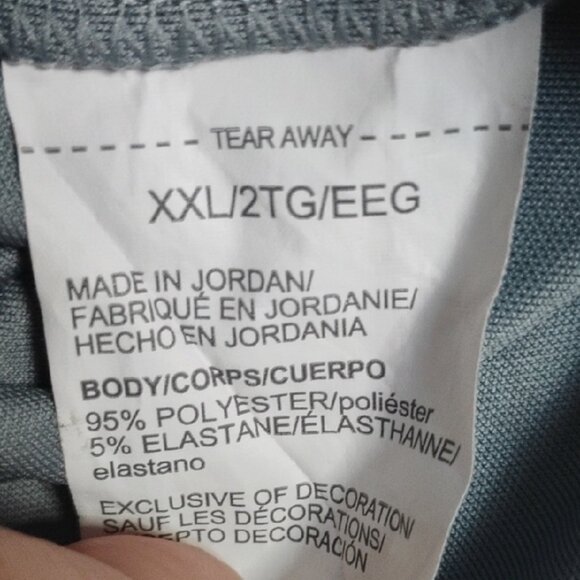 TEAR AWAY
XXL/2TG/EEG
MADE IN JORDAN/
FABRIQUÉ EN JORDANIE/
HECHO EN JORDANIA
BODY/CORPS/CUERPO
95% POLYESTER/poliéster
5% ELASTANE/ÉLASTHANNE/
elastano
EXCLUSIVE OF DECORATION/
SAUF LES DÉCORATIONS/
DECORACIÓN